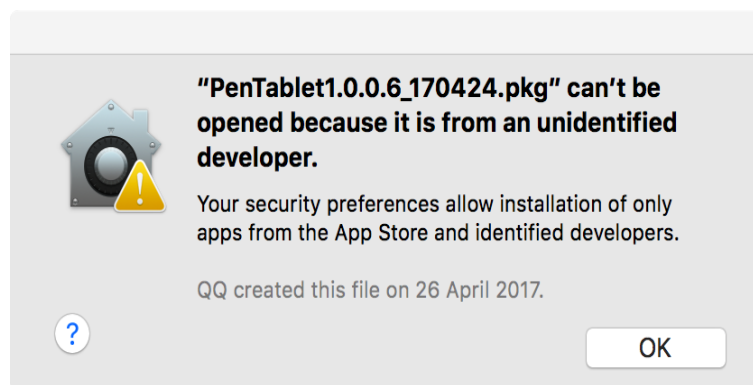 “PenTablet1.0.0.6_170424.pkg” can’t be
opened because it is from an unidentified
developer.
Your security preferences allow installation of only
apps from the App Store and identified developers.
QQ created this file on 26 April 2017.
?
OK